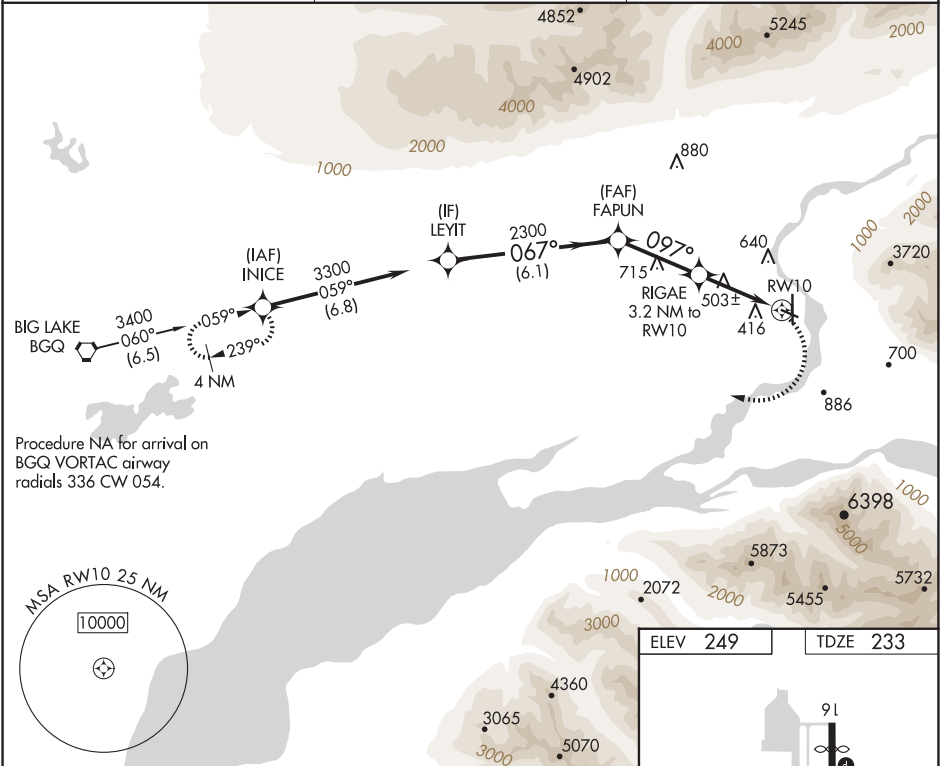 4852
5245
4000
2000
4902
4000
2000
1000
880
(FAF)
FAPUN
(IF)
LEYIT
2300
067°
(6.1)
097°
640
1000
2000
3720
(IAF)
INICE
3300
059°
(6.8)
715
RIGAE
3.2 NM to
RW10
503±
RW10
416
BIG LAKE
BGQ
3400
060°
(6.5)
059°
239°
4 NM
700
886
Procedure NA for arrival on
BGQ VORTAC airway
radials 336 CW 054.
6398
1000
5000
5873
5732
5455
2000
1000
2072
3000
MSA RW10 25 NM
10000
ELEV 249
TDZE 233
4360
3065
3000
5070
16
P